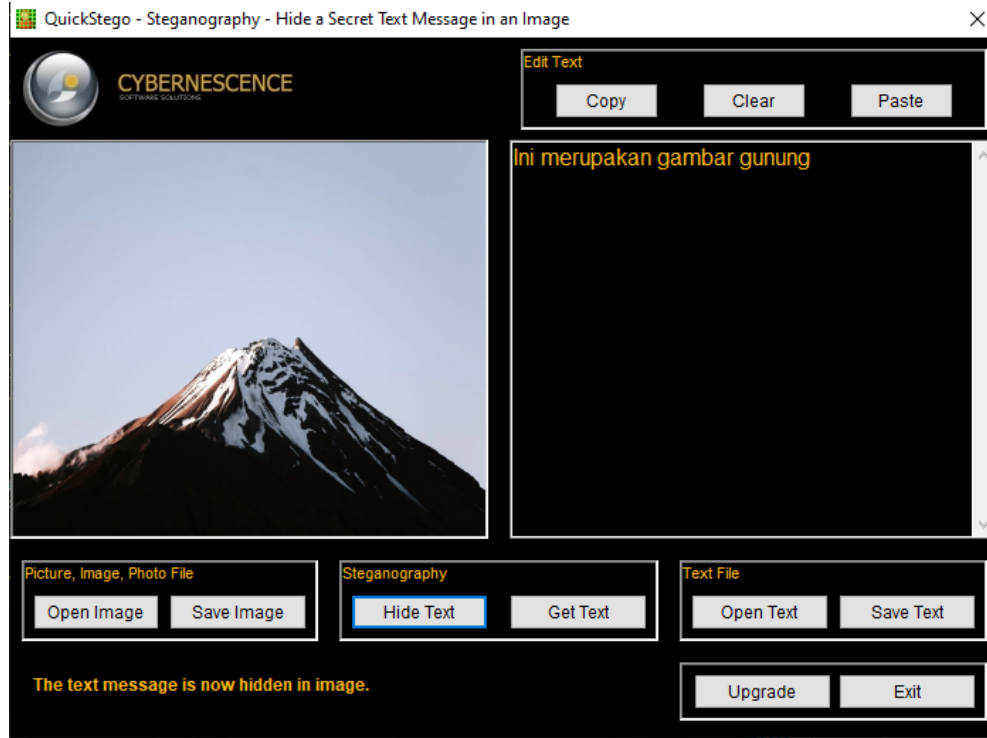 QuickStego - Steganography - Hide a Secret Text Message in an Image
CYBERNESCENCE
SOFTWARE SOLUTIONS
Edit Text
Copy
Clear
Paste
Ini merupakan gambar gunung
Picture, Image, Photo File
Open Image
Save Image
Steganography
Hide Text
Get Text
Text File
Open Text
Save Text
The text message is now hidden in image.
Upgrade
Exit